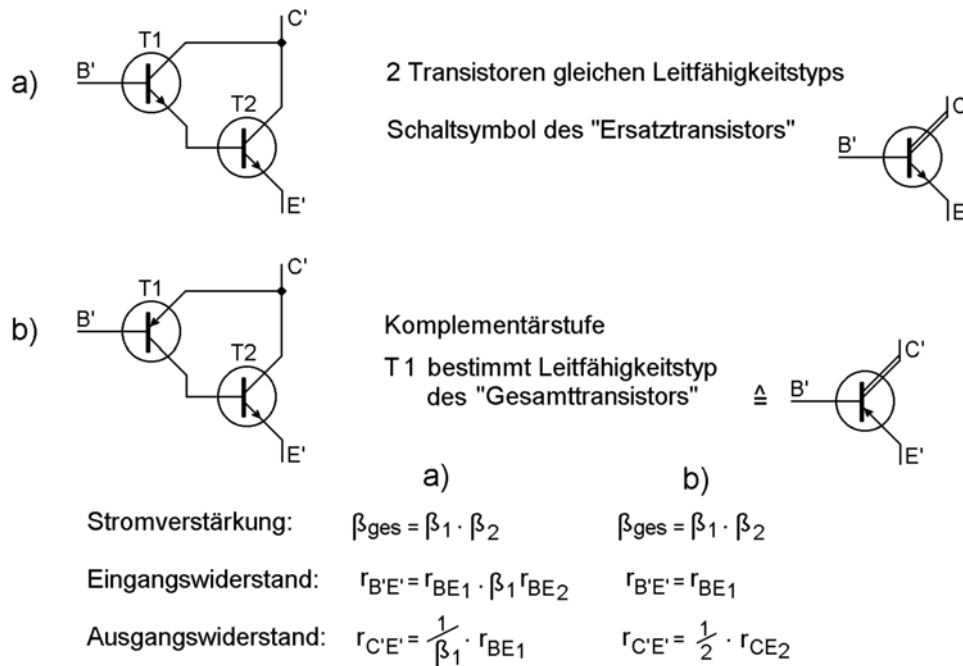 a)
B'
T1
T2
C'
E'
2 Transistoren gleichen Leitfähigkeitstyps
Schaltsymbol des "Ersatztransistors"
B'
C
E
b)
B'
T1
T2
C'
E'
Komplementärstufe
T1 bestimmt Leitfähigkeitstyp
des "Gesamttransistors"
≙
B'
C'
E'
a) b)
Stromverstärkung: βges = β1 · β2 βges = β1 · β2
Eingangswiderstand: rB'E' = rBE1 · β1 rBE2 rB'E' = rBE1
Ausgangswiderstand: rC'E' = 1/β1 · rBE1 rC'E' = 1/2 · rCE2